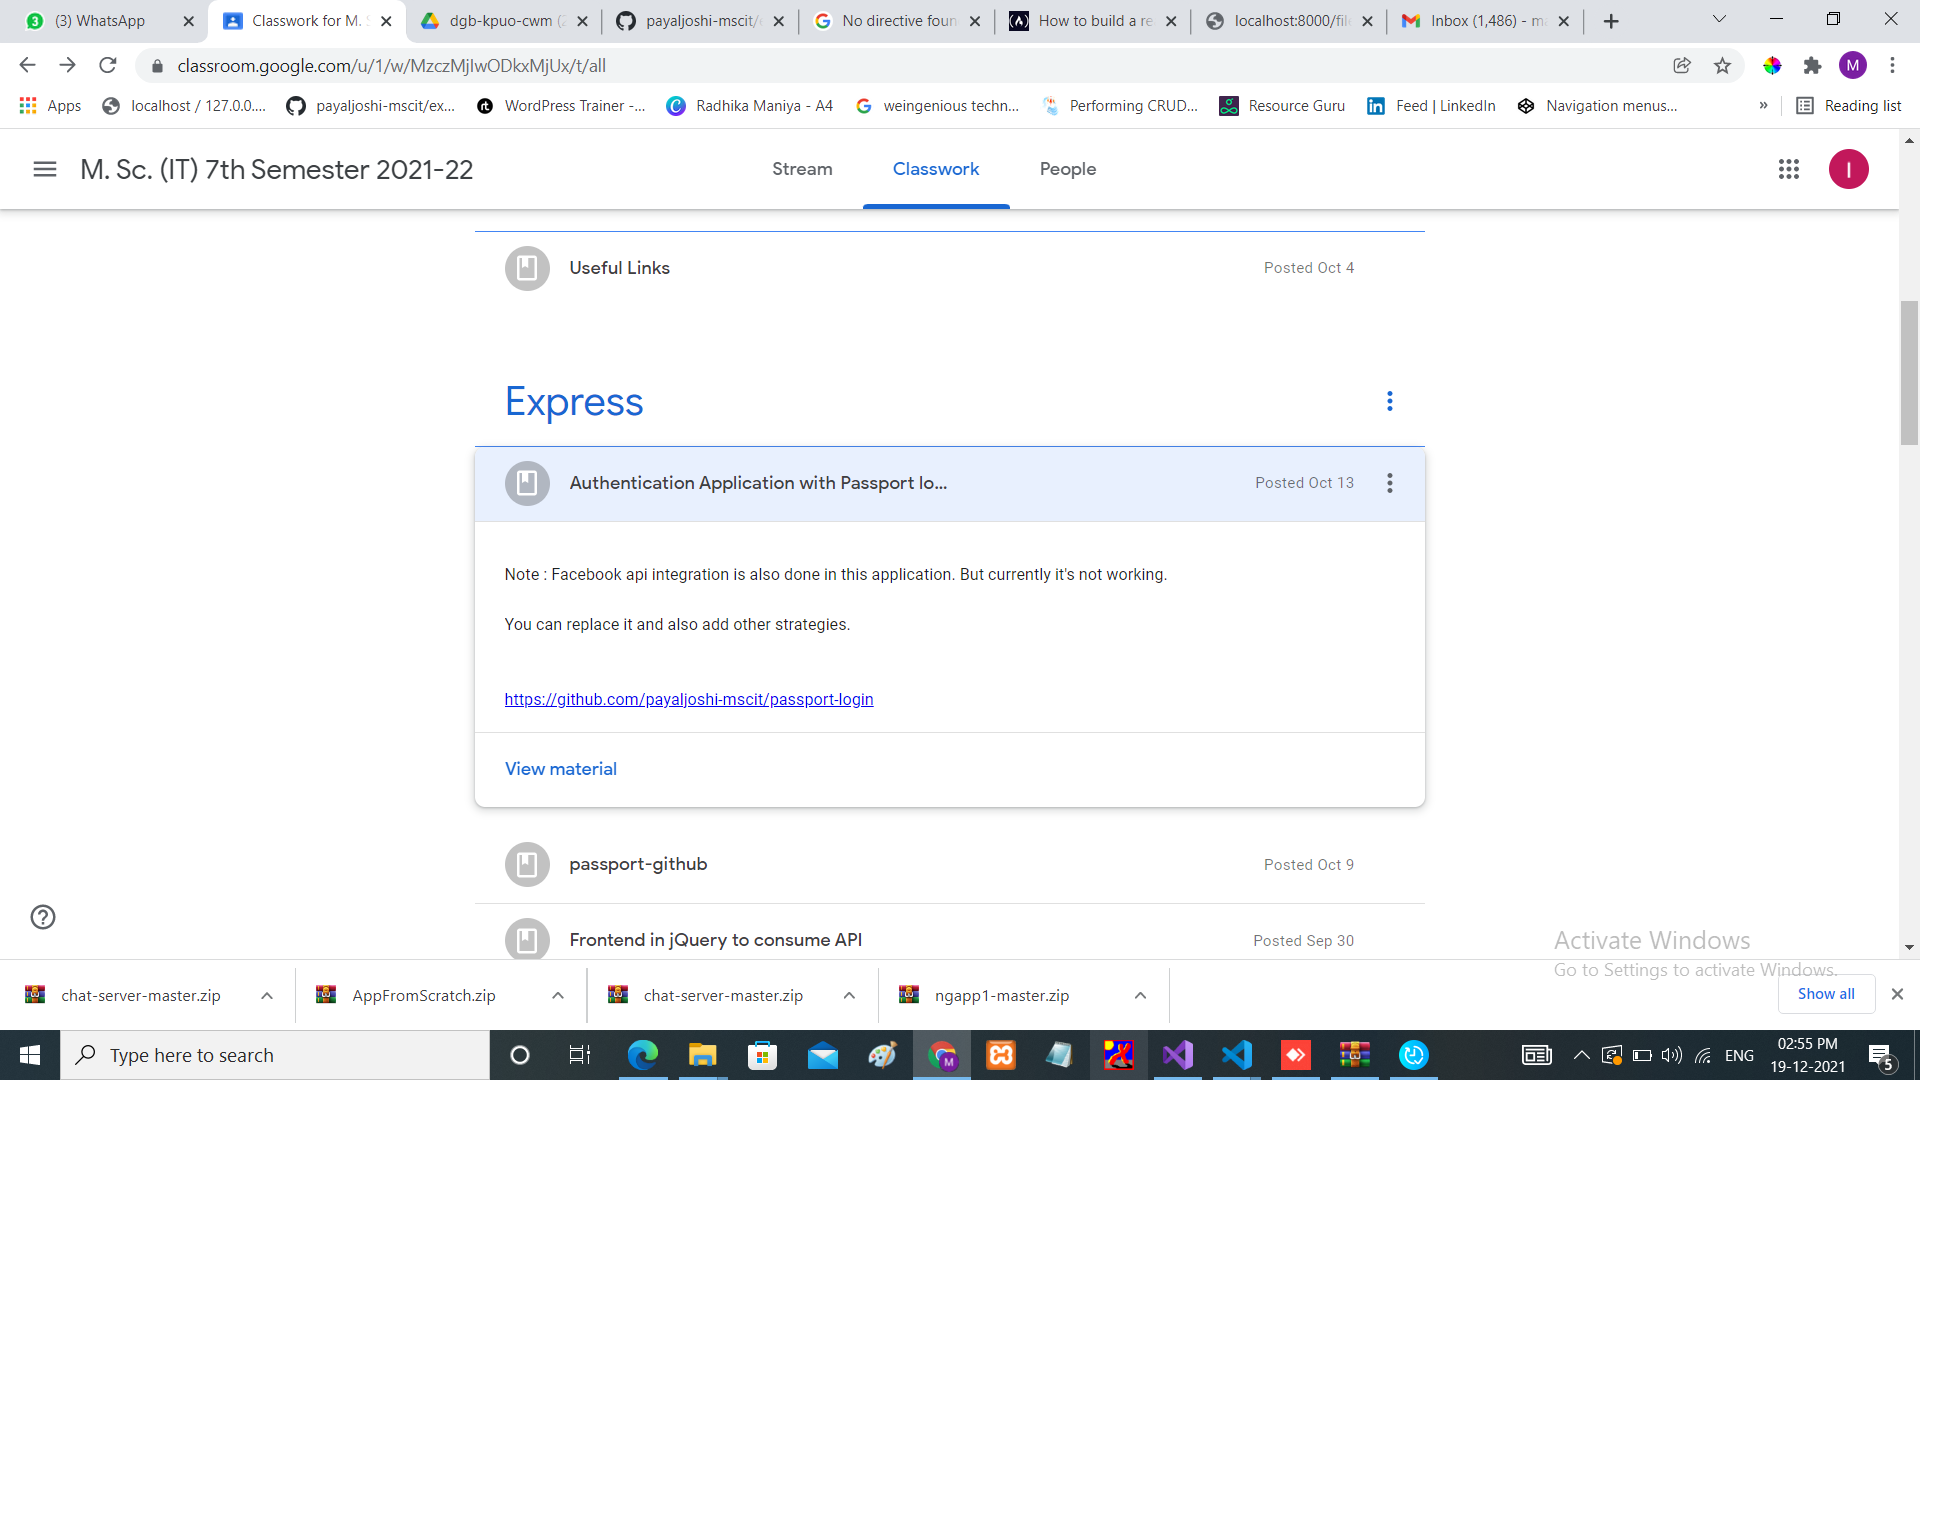 (3) WhatsApp
Classwork for M. S
dgb-kpuo-cwm (2
payaljoshi-mscit/e
No directive foun
How to build a re
localhost:8000/file
Inbox (1,486) - ma
classroom.google.com/u/1/w/MzczMjIwODkxMjUx/t/all
M
Apps
localhost / 127.0.0....
payaljoshi-mscit/ex...
rt
WordPress Trainer -...
Radhika Maniya - A4
weingenious techn...
Performing CRUD...
Resource Guru
Feed | LinkedIn
Navigation menus...
»
Reading list
M. Sc. (IT) 7th Semester 2021-22
Stream
Classwork
People
I
Useful Links
Posted Oct 4
Express
Authentication Application with Passport lo...
Posted Oct 13
Note : Facebook api integration is also done in this application. But currently it's not working.
You can replace it and also add other strategies.
https://github.com/payaljoshi-mscit/passport-login
View material
passport-github
Posted Oct 9
Frontend in jQuery to consume API
Posted Sep 30
Activate Windows
Go to Settings to activate Windows.
chat-server-master.zip
AppFromScratch.zip
chat-server-master.zip
ngapp1-master.zip
Show all
Type here to search
ENG
02:55 PM
19-12-2021
5